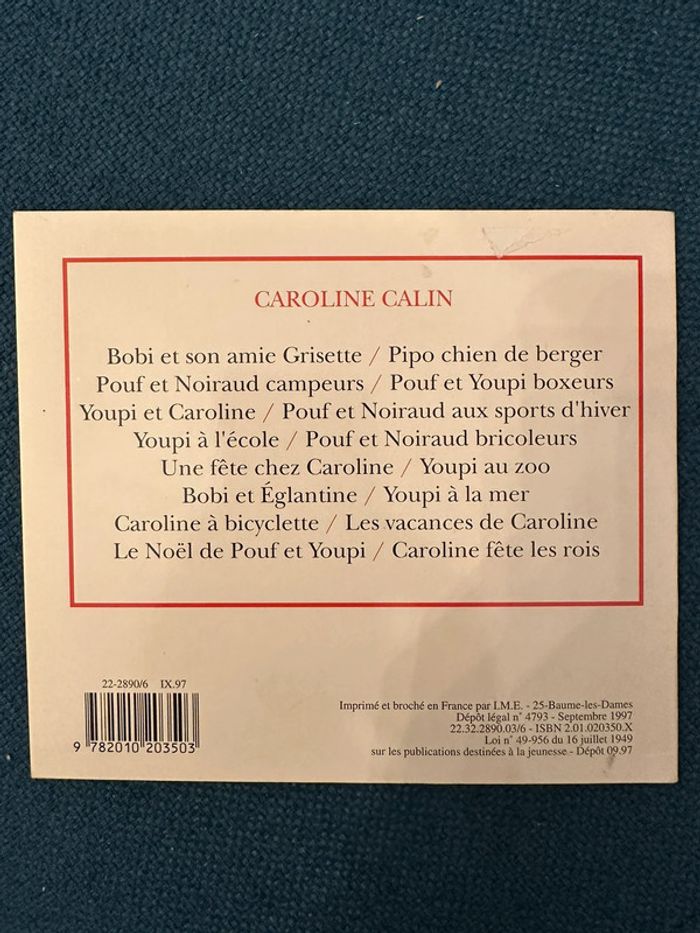 CAROLINE CALIN
Bobi et son amie Grisette / Pipo chien de berger
Pouf et Noiraud campeurs / Pouf et Youpi boxeurs
Youpi et Caroline / Pouf et Noiraud aux sports d'hiver
Youpi à l'école / Pouf et Noiraud bricoleurs
Une fête chez Caroline / Youpi au zoo
Bobi et Églantine / Youpi à la mer
Caroline à bicyclette / Les vacances de Caroline
Le Noël de Pouf et Youpi / Caroline fête les rois
22-2890/6 IX.97
9 782010 203503
Imprimé et broché en France par I.M.E. - 25-Baume-les-Dames
Dépôt légal n° 4793 - Septembre 1997
22.32.2890.03/6 - ISBN 2.01.020350.X
Loi n° 49-956 du 16 juillet 1949
sur les publications destinées à la jeunesse - Dépôt 09.97